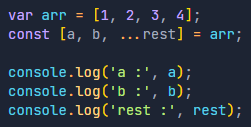 var arr = [1, 2, 3, 4];
const [a, b, ...rest] = arr;
console.log('a :', a);
console.log('b :', b);
console.log('rest :', rest);